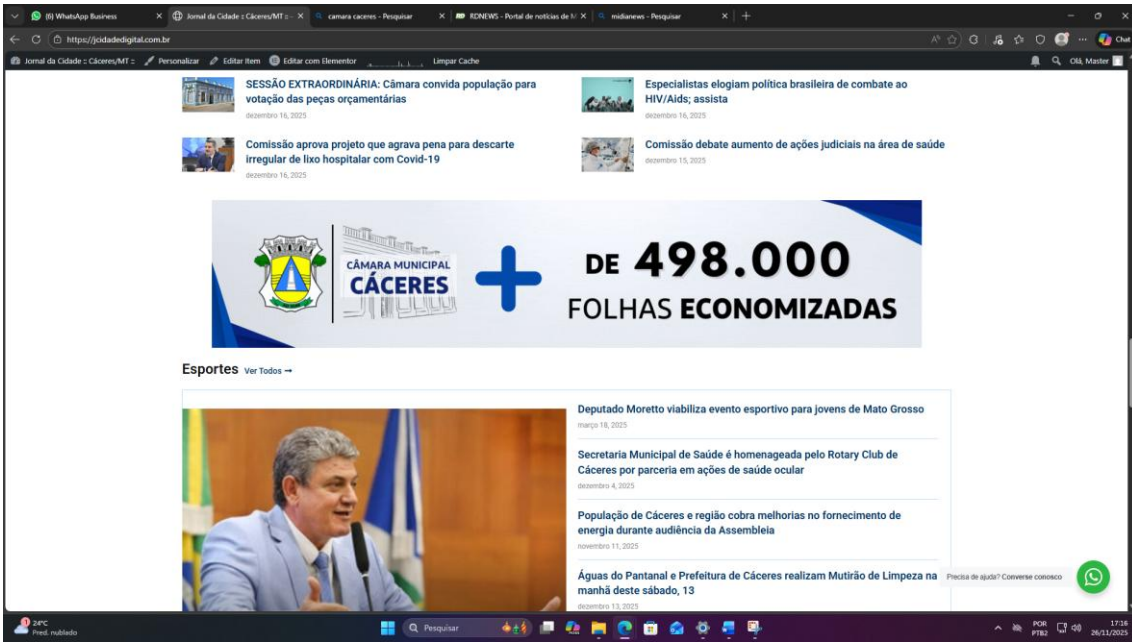 (6) WhatsApp Business
Jornal da Cidade :: Cáceres/MT :: -
camara caceres - Pesquisar
RDNEWS - Portal de notícias de M
midianews - Pesquisar
https://jcidadedigital.com.br
Chat
Jornal da Cidade :: Cáceres/MT ::
Personalizar
Editar Item
Editar com Elementor
Limpar Cache
Olá, Master
SESSÃO EXTRAORDINÁRIA: Câmara convida população para
votação das peças orçamentárias
dezembro 16, 2025
Comissão aprova projeto que agrava pena para descarte
irregular de lixo hospitalar com Covid-19
dezembro 16, 2025
Especialistas elogiam política brasileira de combate ao
HIV/Aids; assista
dezembro 16, 2025
Comissão debate aumento de ações judiciais na área de saúde
dezembro 15, 2025
CÂMARA MUNICIPAL
CÁCERES
DE 498.000
FOLHAS ECONOMIZADAS
Esportes Ver Todos →
Deputado Moretto viabiliza evento esportivo para jovens de Mato Grosso
março 18, 2025
Secretaria Municipal de Saúde é homenageada pelo Rotary Club de
Cáceres por parceria em ações de saúde ocular
dezembro 4, 2025
População de Cáceres e região cobra melhorias no fornecimento de
energia durante audiência da Assembleia
novembro 11, 2025
Águas do Pantanal e Prefeitura de Cáceres realizam Mutirão de Limpeza na
manhã deste sábado, 13
dezembro 13, 2025
Precisa de ajuda? Converse conosco
24°C
Pred. nublado
Pesquisar
POR
PTB2
17:16
26/11/2025